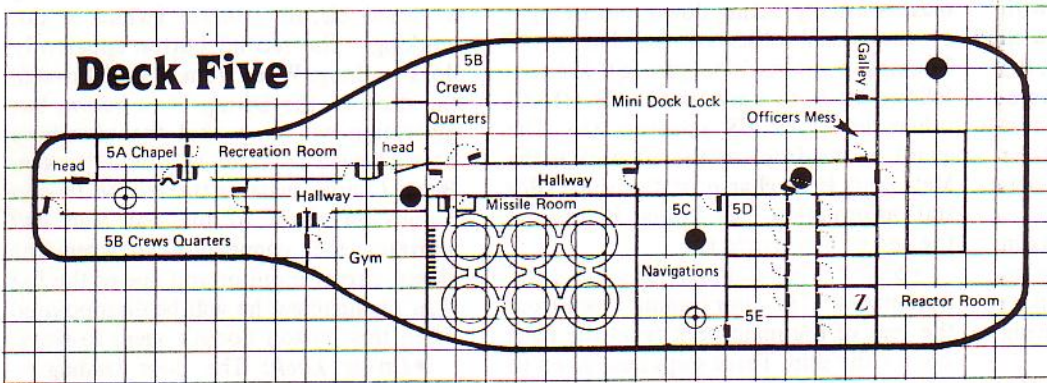 Deck Five
5B
Crews
Quarters
Mini Dock Lock
Galley
Officers Mess
head
5A Chapel
Recreation Room
head
Hallway
Hallway
Missile Room
5C
5D
5B Crews Quarters
Gym
Navigations
5E
Z
Reactor Room